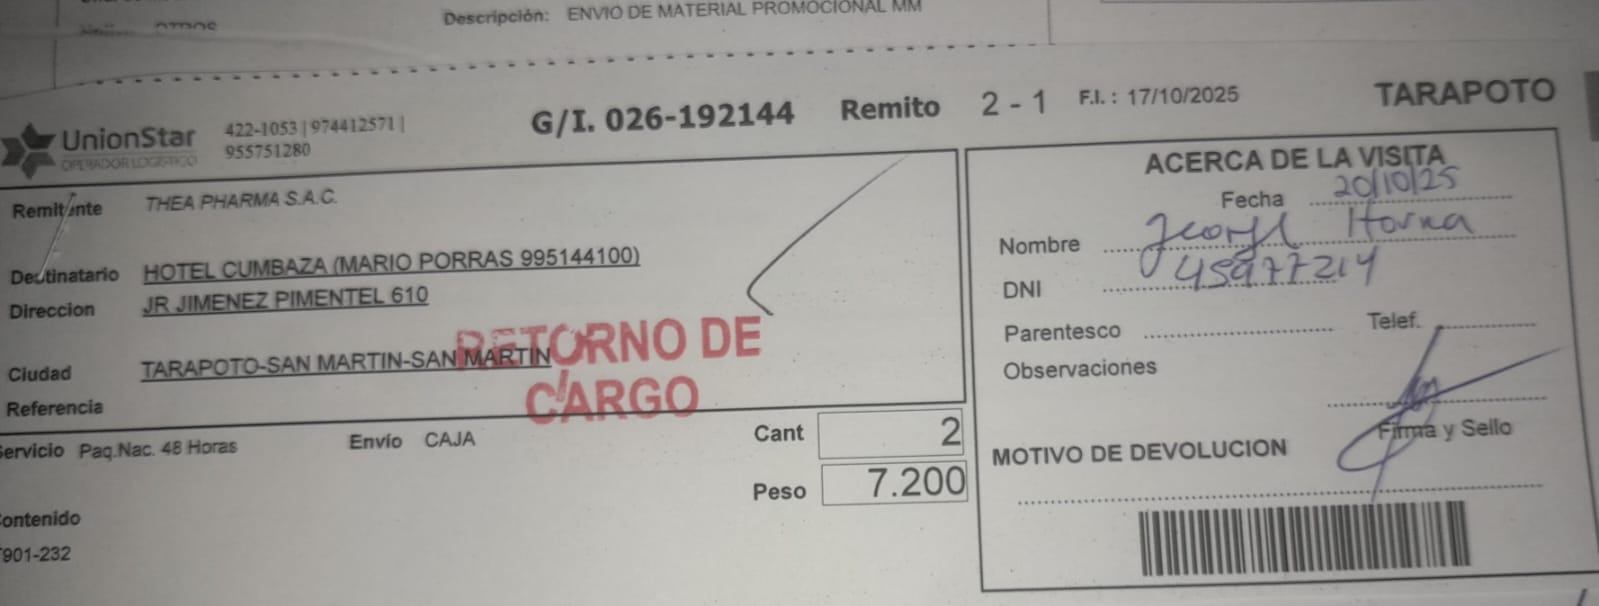 Descripción: ENVIO DE MATERIAL PROMOCIONAL MM
UnionStar
OPERADOR LOGISTICO
422-1053 | 974412571 |
955751280
G/I. 026-192144 Remito 2 - 1 F.I. : 17/10/2025 TARAPOTO
Remitente THEA PHARMA S.A.C.
Destinatario HOTEL CUMBAZA (MARIO PORRAS 995144100)
Direccion JR JIMENEZ PIMENTEL 610
Ciudad TARAPOTO-SAN MARTIN-SAN MARTIN
Referencia
RETORNO DE
CARGO
Servicio Paq.Nac. 48 Horas Envío CAJA
Cant 2
Peso 7.200
Contenido
T901-232
ACERCA DE LA VISITA
Fecha 20/10/25
Nombre Horna
DNI 45977214
Parentesco Telef.
Observaciones
Firma y Sello
MOTIVO DE DEVOLUCION